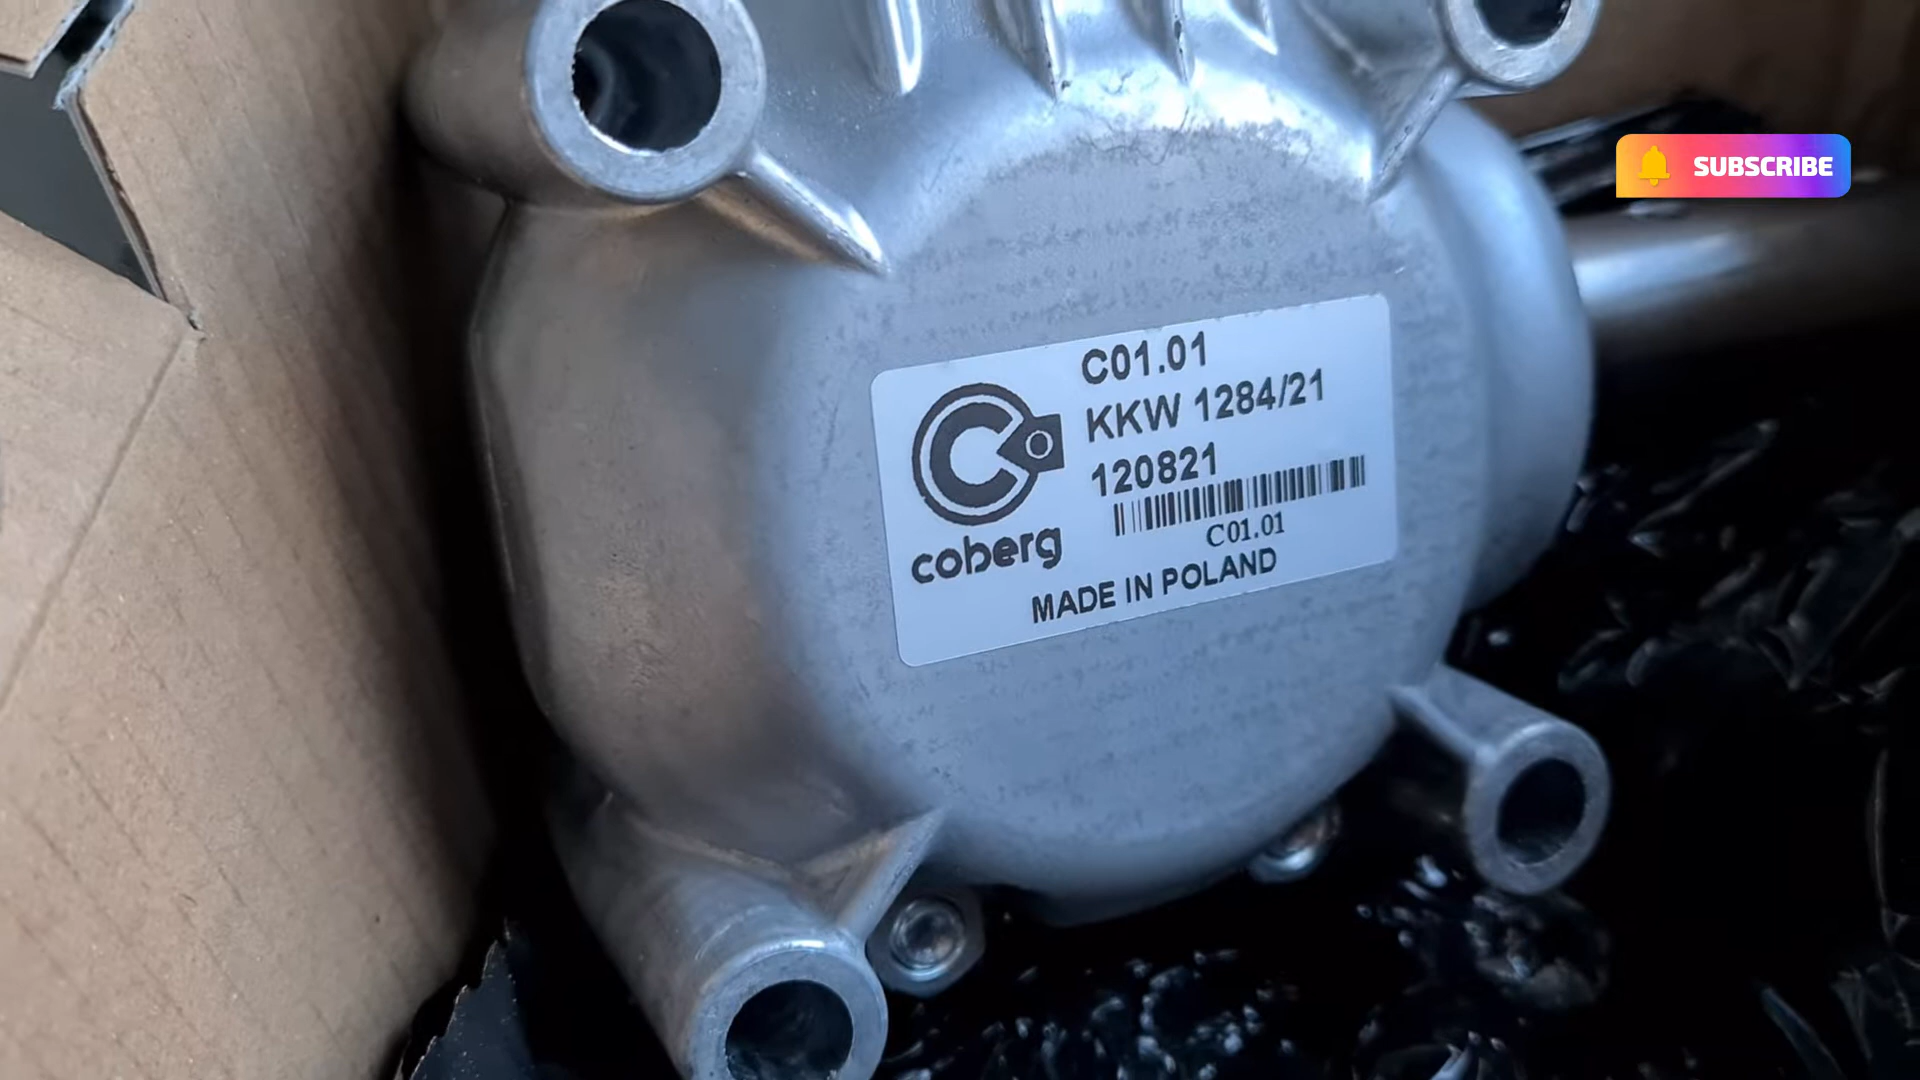 SUBSCRIBE
C01.01
KKW 1284/21
120821
C01.01
coberg
MADE IN POLAND